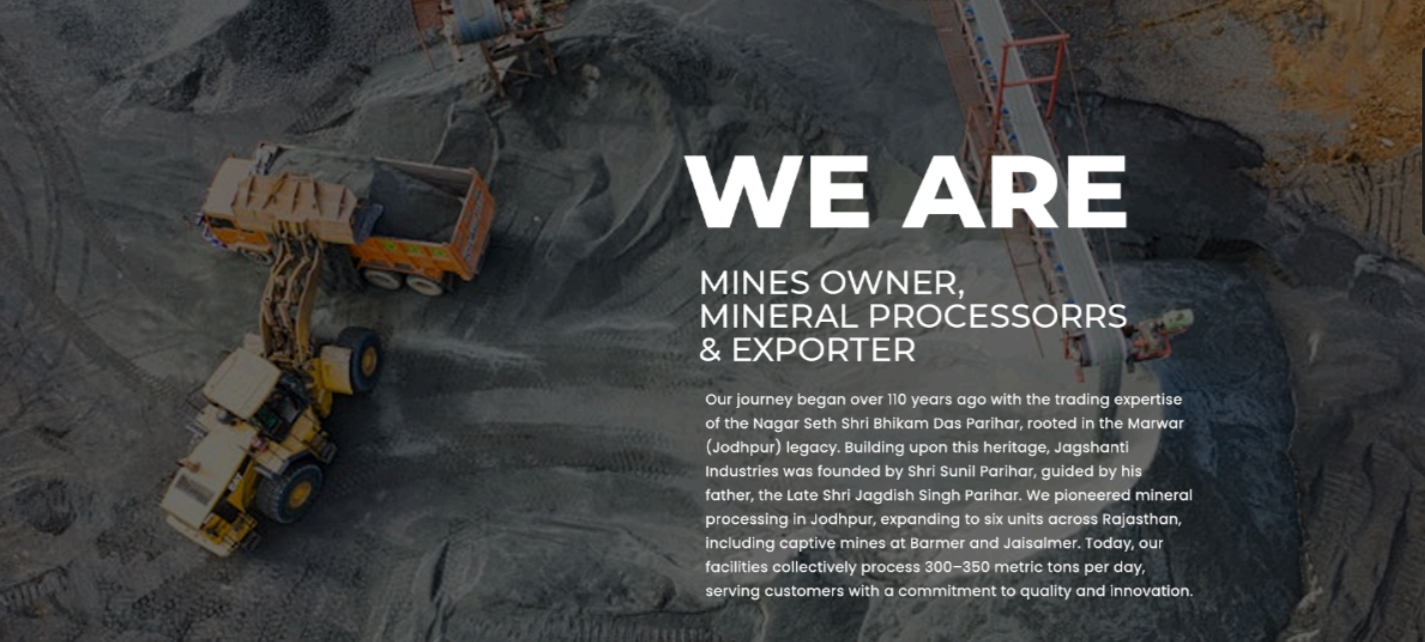 WE ARE
MINES OWNER,
MINERAL PROCESSORRS
& EXPORTER
Our journey began over 110 years ago with the trading expertise
of the Nagar Seth Shri Bhikam Das Parihar, rooted in the Marwar
(Jodhpur) legacy. Building upon this heritage, Jagshanti
Industries was founded by Shri Sunil Parihar, guided by his
father, the Late Shri Jagdish Singh Parihar. We pioneered mineral
processing in Jodhpur, expanding to six units across Rajasthan,
including captive mines at Barmer and Jaisalmer. Today, our
facilities collectively process 300–350 metric tons per day,
serving customers with a commitment to quality and innovation.